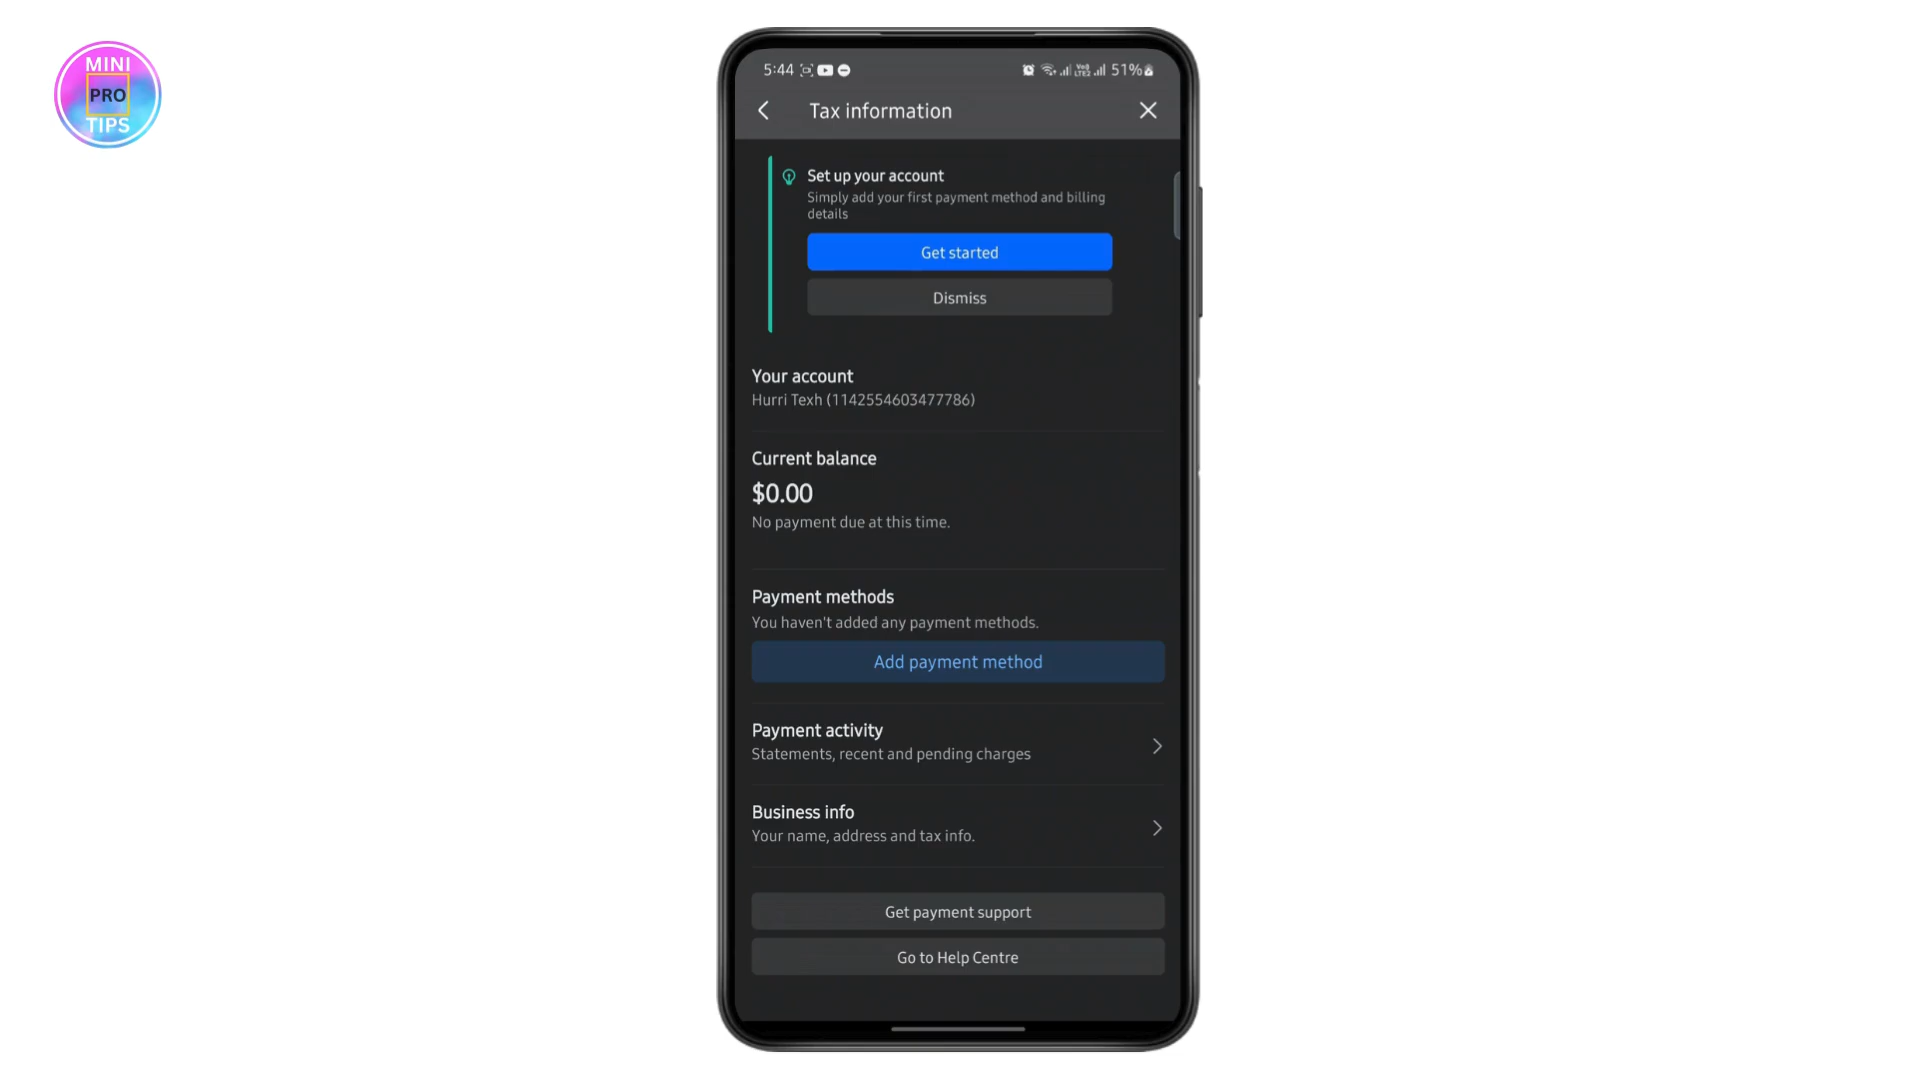 MINI
PRO
TIPS
5:44
51%
Tax information
Set up your account
Simply add your first payment method and billing
details
Get started
Dismiss
Your account
Hurri Texh (1142554603477786)
Current balance
$0.00
No payment due at this time.
Payment methods
You haven't added any payment methods.
Add payment method
Payment activity
Statements, recent and pending charges
Business info
Your name, address and tax info.
Get payment support
Go to Help Centre